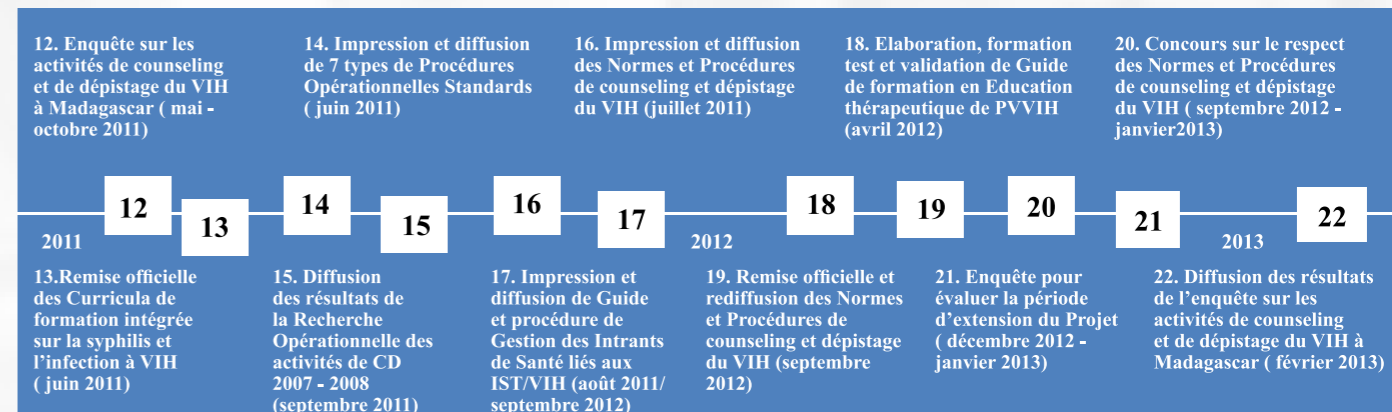 12. Enquête sur les
activités de counseling
et de dépistage du VIH
à Madagascar ( mai -
octobre 2011)
14. Impression et diffusion
de 7 types de Procédures
Opérationnelles Standards
( juin 2011)
16. Impression et diffusion
des Normes et Procédures
de counseling et dépistage
du VIH (juillet 2011)
18. Elaboration, formation
test et validation de Guide
de formation en Education
thérapeutique de PVVIH
(avril 2012)
20. Concours sur le respect
des Normes et Procédures
de counseling et dépistage
du VIH ( septembre 2012 -
janvier2013)
12
13
14
15
16
17
18
19
20
21
22
2011
2012
2013
13.Remise officielle
des Curricula de
formation intégrée
sur la syphilis et
l’infection à VIH
( juin 2011)
15. Diffusion
des résultats de
la Recherche
Opérationnelle des
activités de CD
2007 - 2008
(septembre 2011)
17. Impression et
diffusion de Guide
et procédure de
Gestion des Intrants
de Santé liés aux
IST/VIH (août 2011/
septembre 2012)
19. Remise officielle et
rediffusion des Normes
et Procédures de
counseling et dépistage
du VIH (septembre
2012)
21. Enquête pour
évaluer la période
d’extension du Projet
( décembre 2012 -
janvier 2013)
22. Diffusion des résultats
de l’enquête sur les
activités de counseling
et de dépistage du VIH à
Madagascar ( février 2013)